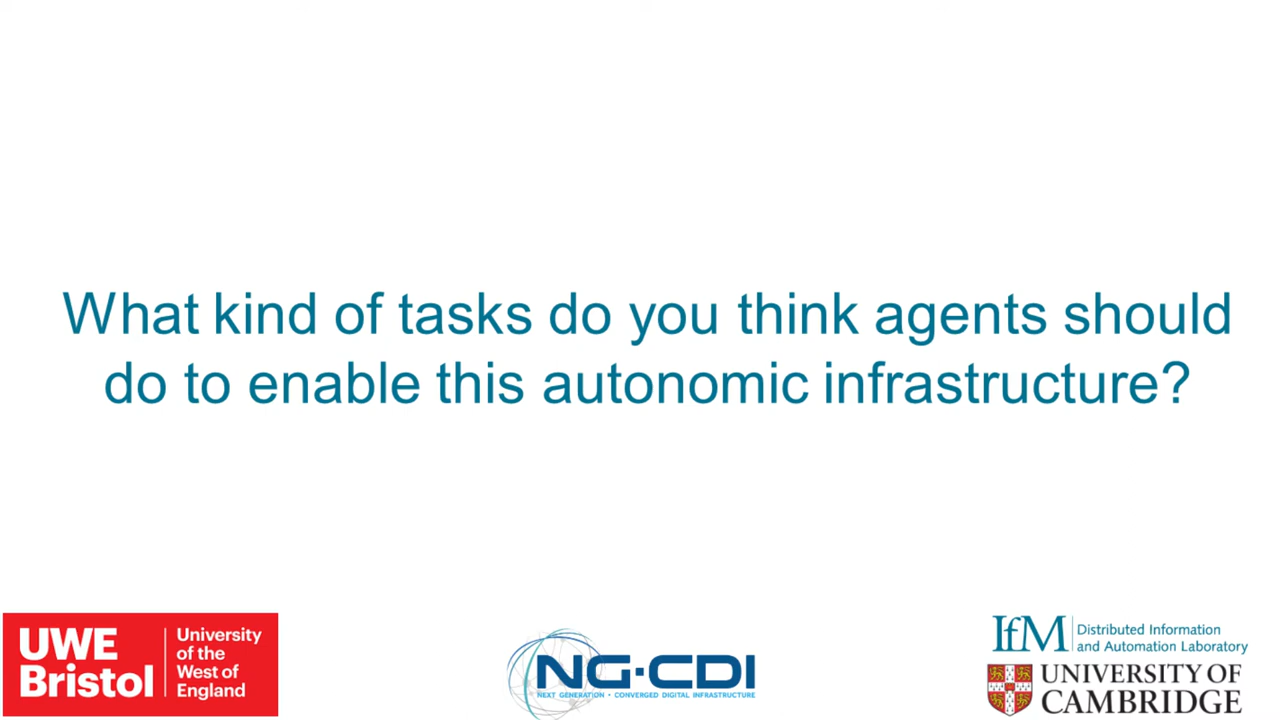 What kind of tasks do you think agents should
do to enable this autonomic infrastructure?
UWE
Bristol
University
of the
West of
England
NG·CDI
NEXT GENERATION · CONVERGED DIGITAL INFRASTRUCTURE
IfM
Distributed Information
and Automation Laboratory
UNIVERSITY OF
CAMBRIDGE